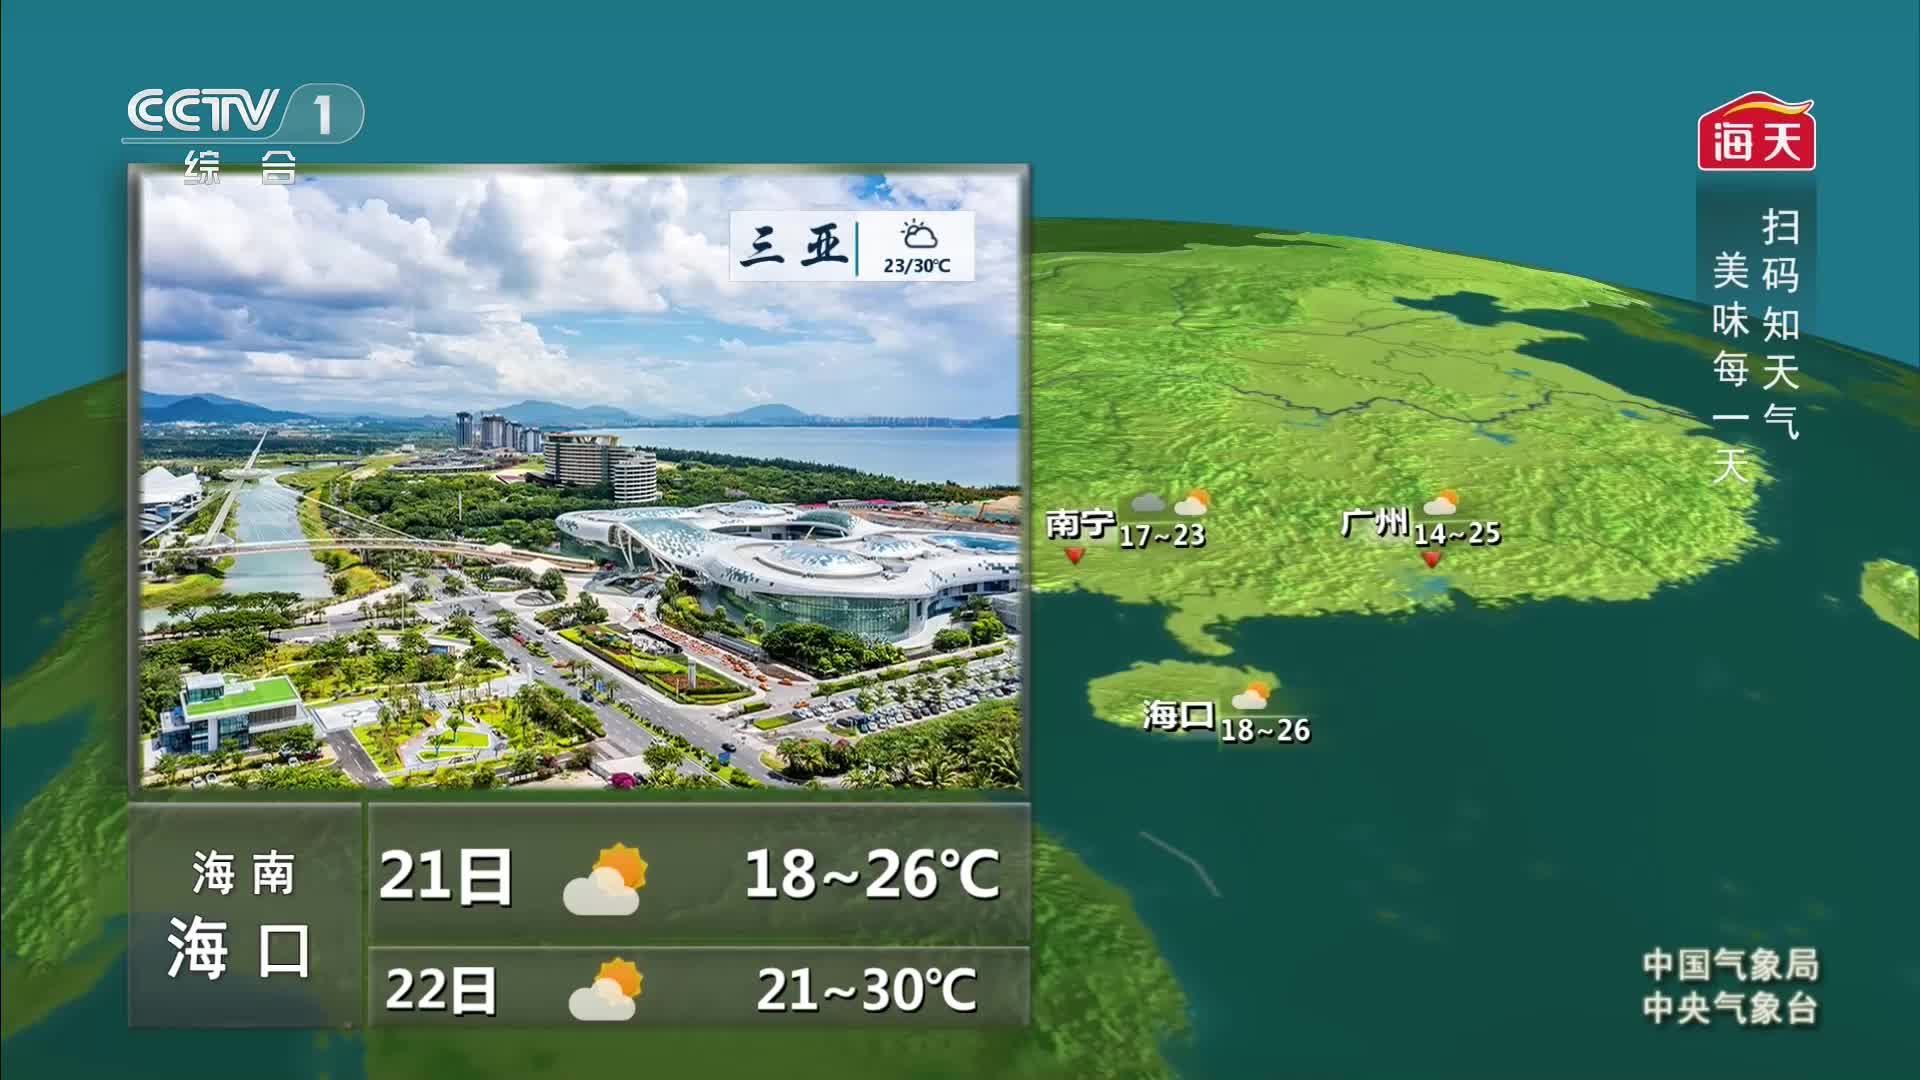 CCTV 1
综 合
三 亚
23/30℃
海天
扫码知天气
美味每一天
南宁
17~23
广州
14~25
海口
18~26
海 南
海 口
21日
18~26℃
22日
21~30℃
中国气象局
中央气象台